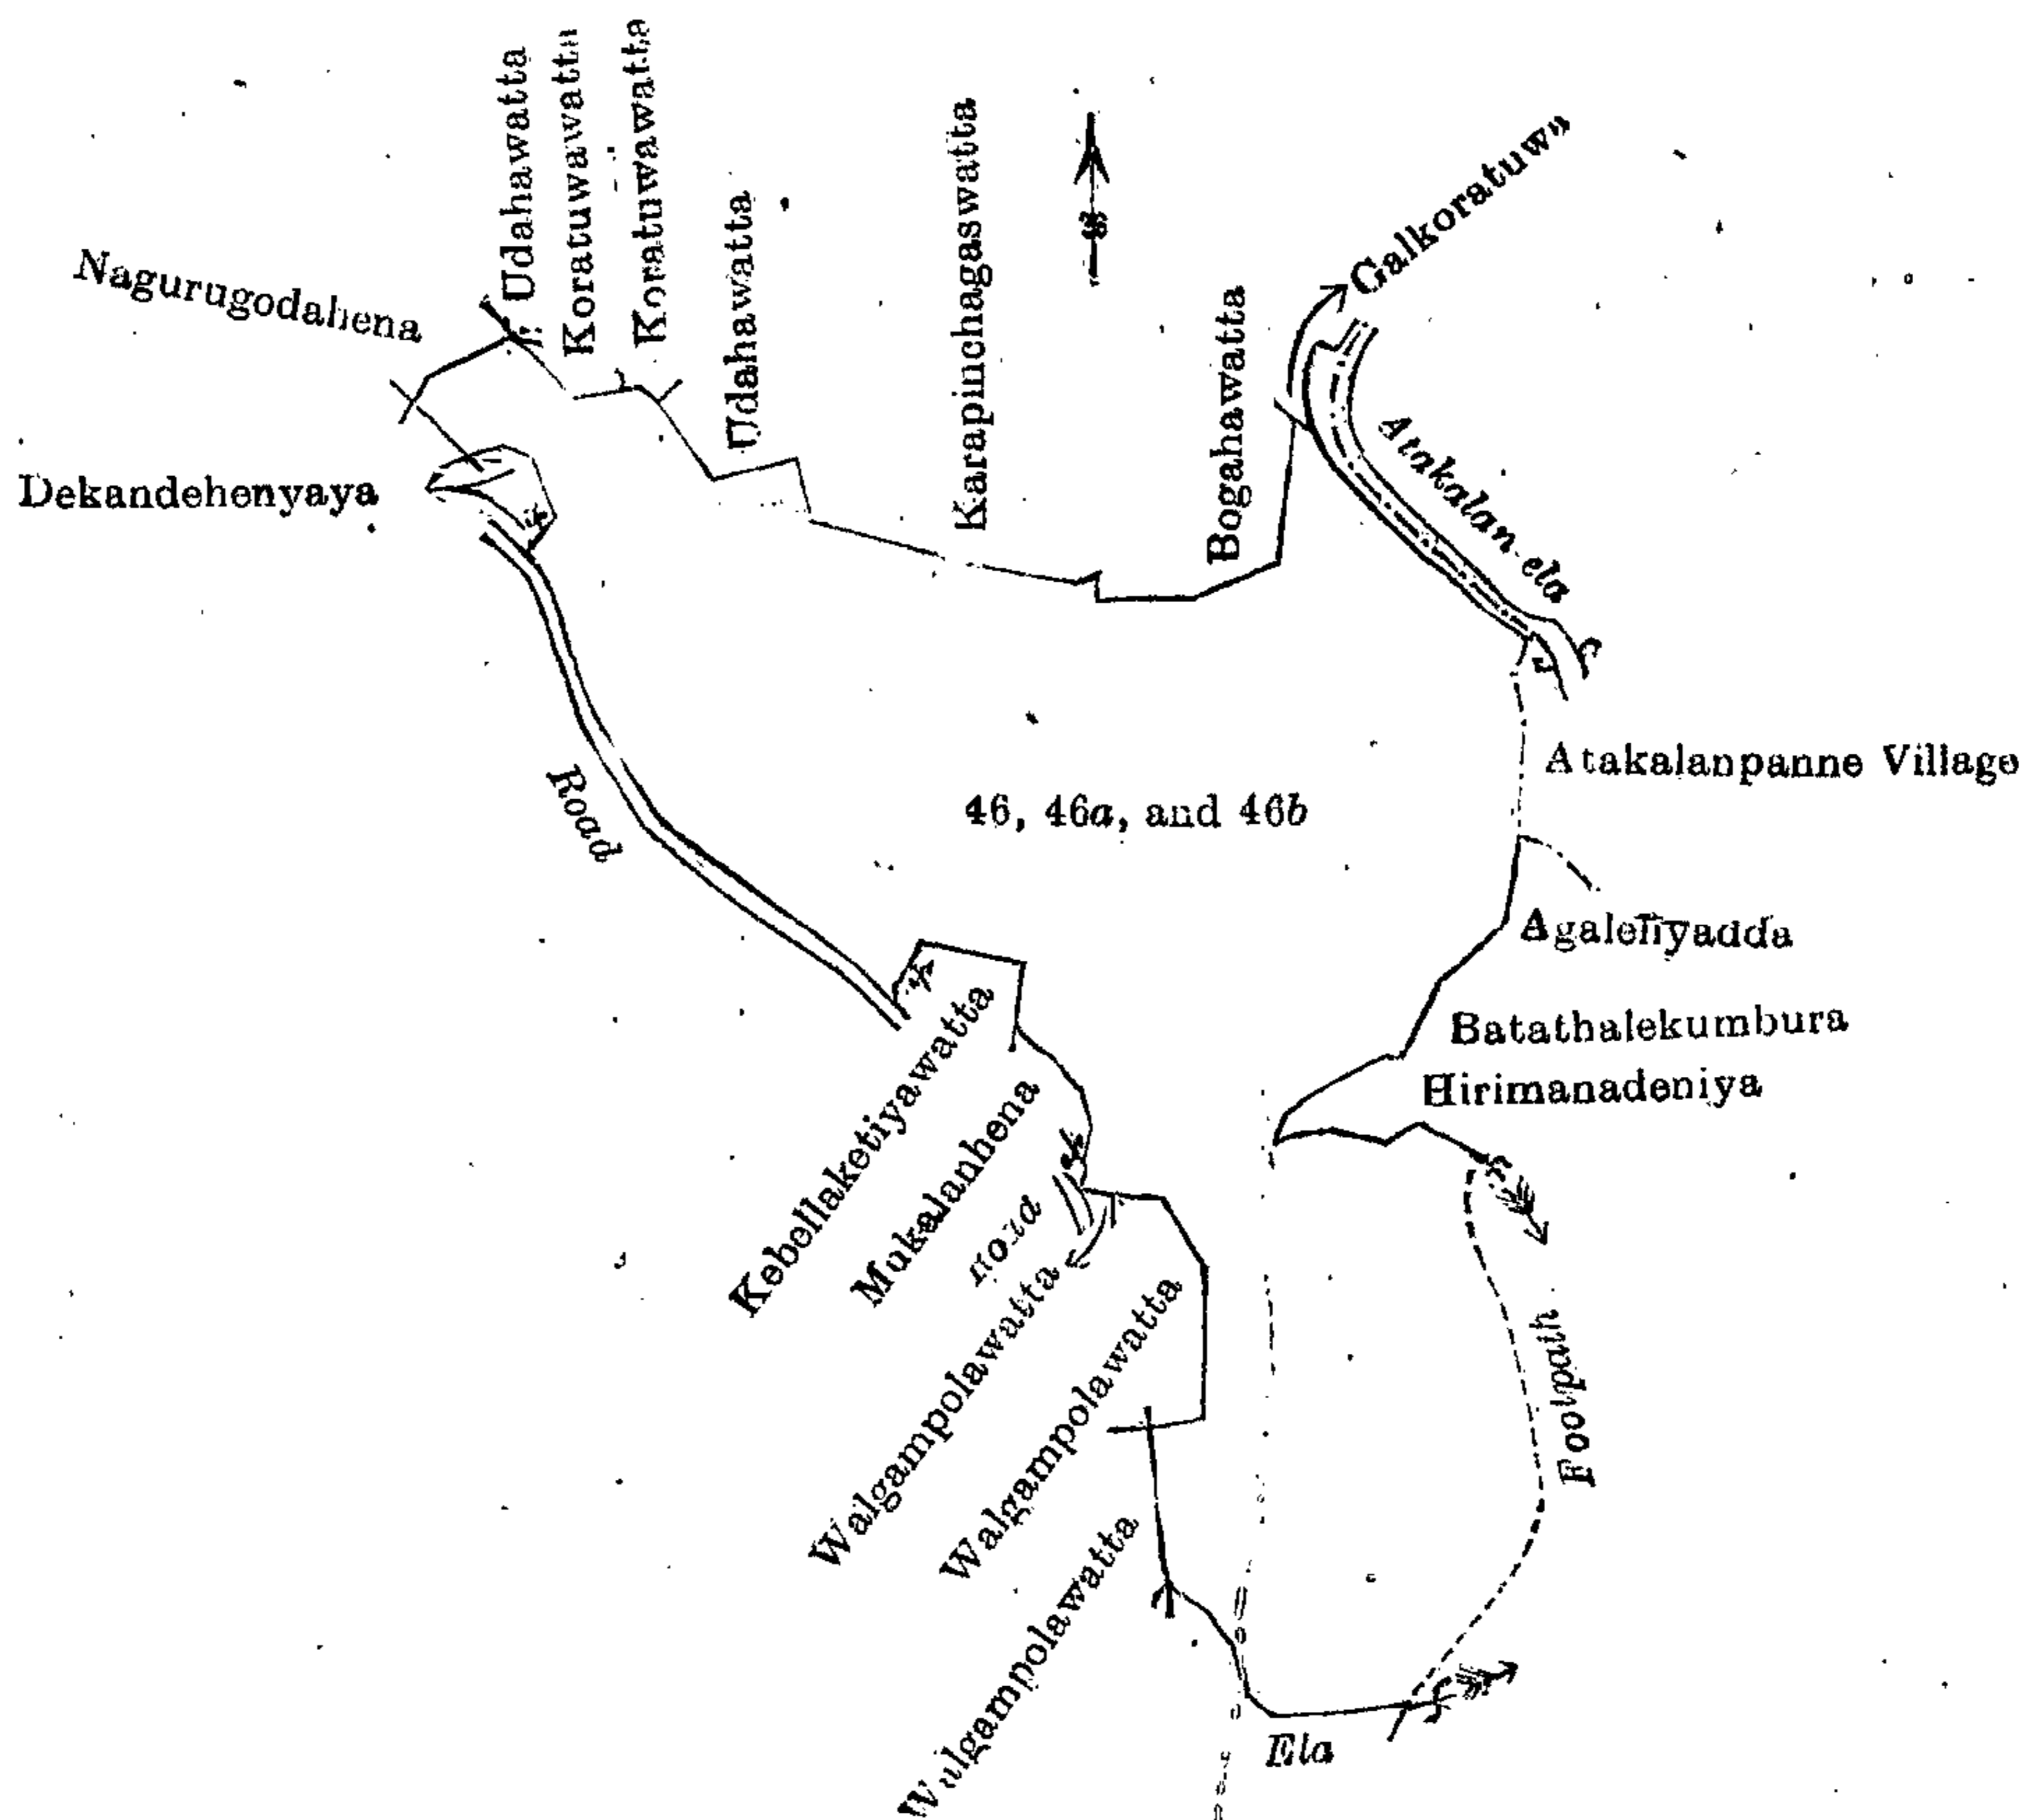 Udahawatta
Koratuwawatta
Koratuwawatta
Udahawatta
Karapinchagaswatta
Bogahawatta
Galkoratuw
Nagurugodahena
Dekandehenyaya
Atakalan-ela
Road
46, 46a, and 46b
Atakalanpanne Village
Agaleliyadda
Batathalekumbura
Hirimanadeniya
Kebellaketiyawatta
Mukalanhena
Road
Walgampolawatta
Walgampolawatta
Walgampolawatta
Footpath
Ela